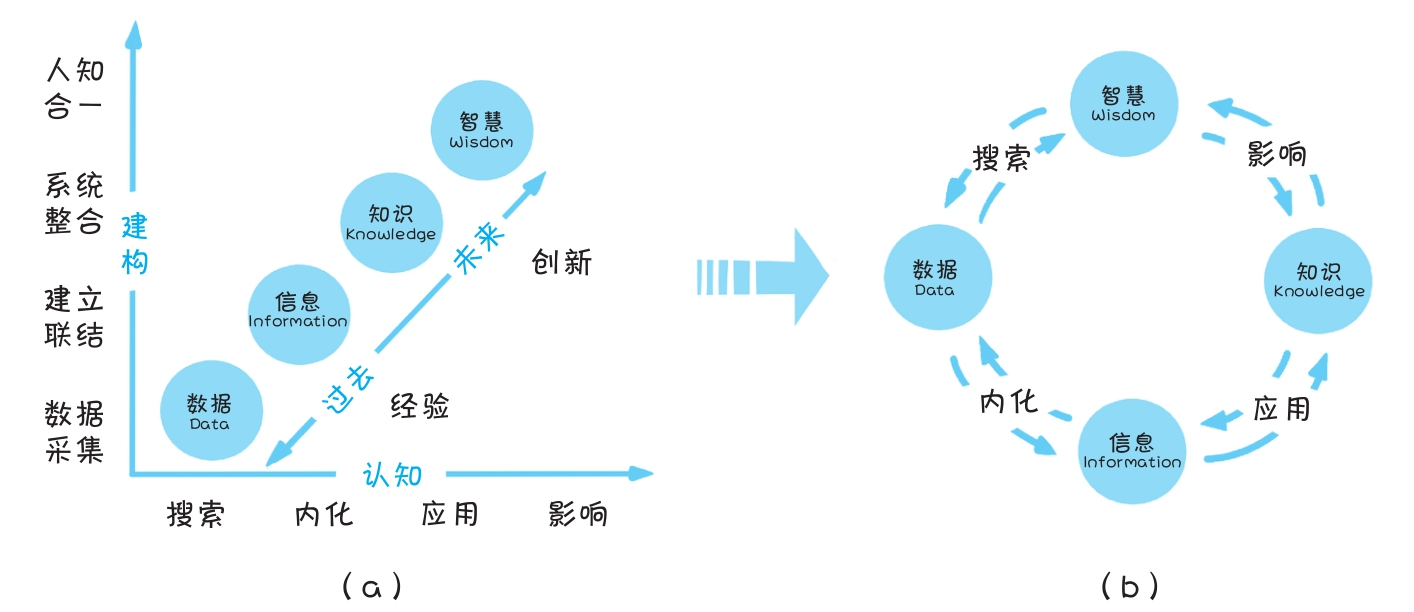 人知
合一
系统
整合
建立
联结
数据
采集
建
构
智慧
Wisdom
知识
Knowledge
信息
Information
数据
Data
未来
创新
过去
经验
认知
搜索
内化
应用
影响
(a)
智慧
Wisdom
搜索
影响
数据
Data
知识
Knowledge
内化
应用
信息
Information
(b)